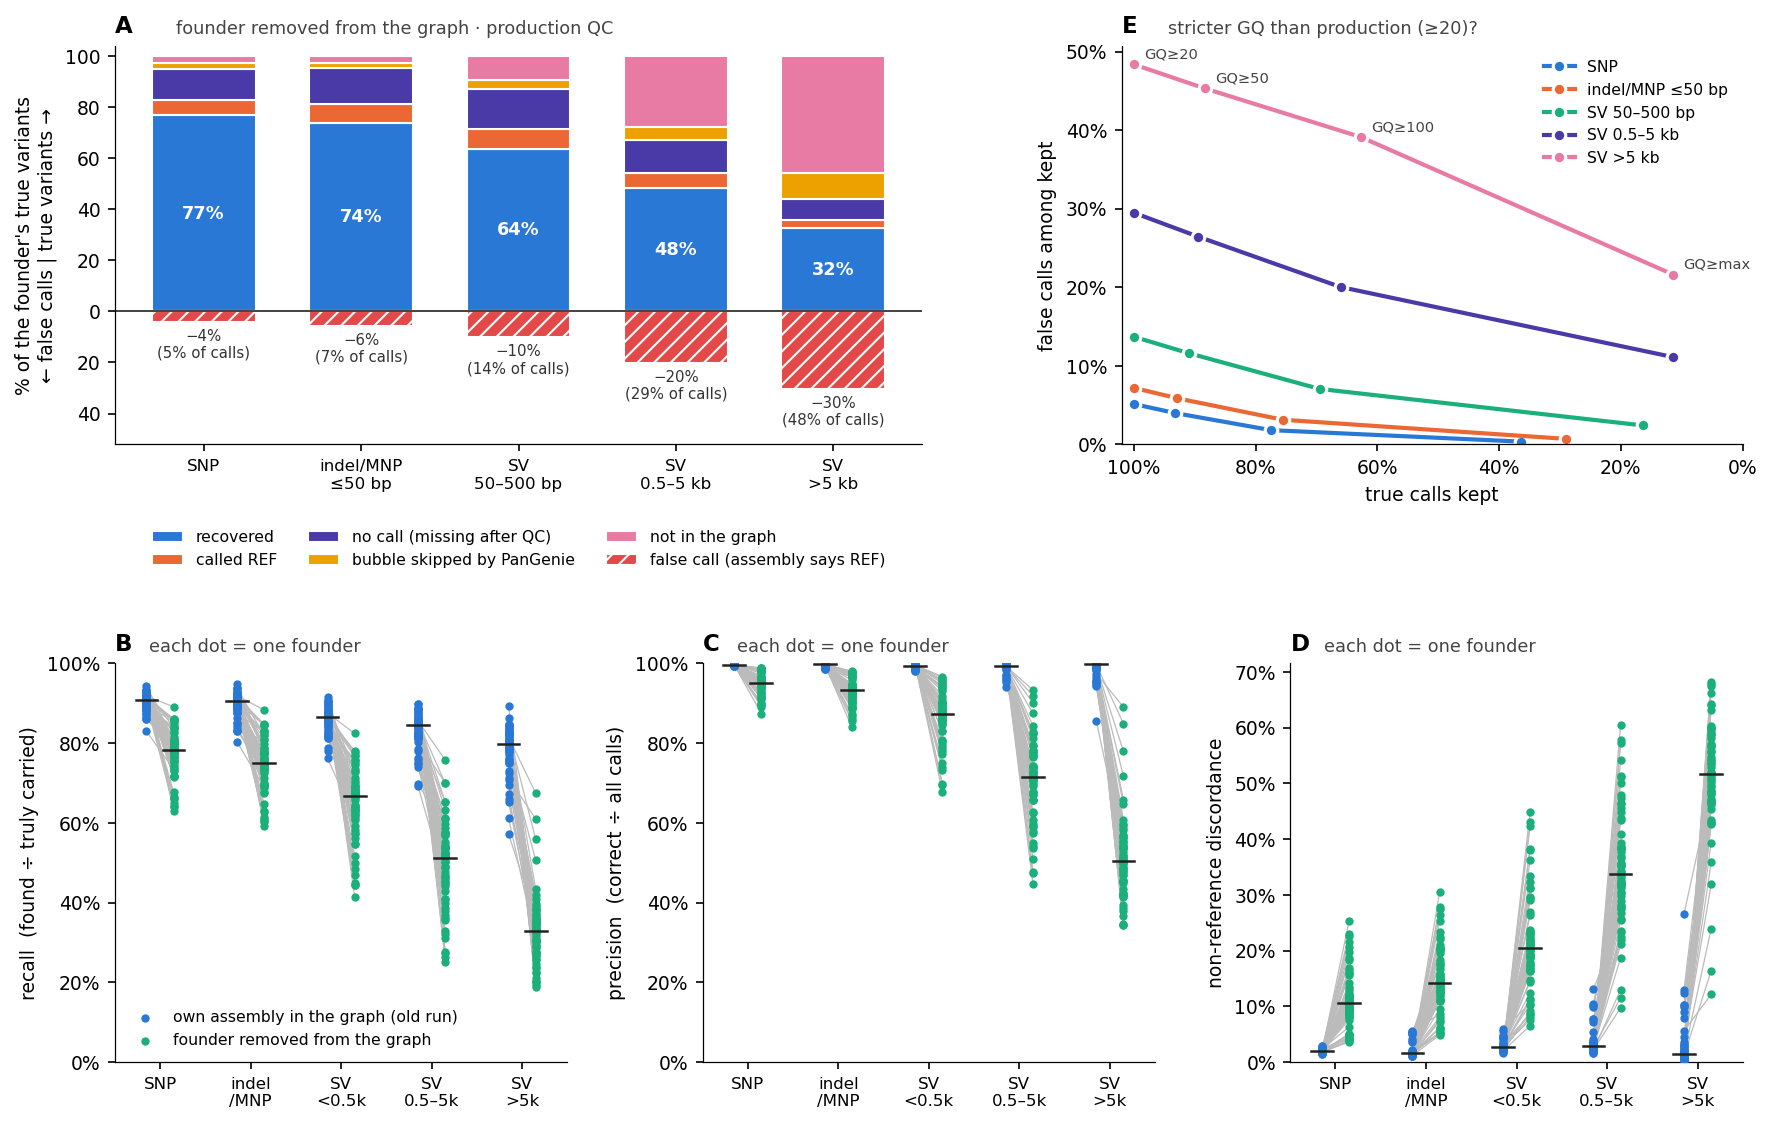 A founder removed from the graph · production QC
% of the founder's true variants
← false calls | true variants →
100
80
60
40
20
0
20
40
77%
74%
64%
48%
32%
−4%
(5% of calls)
−6%
(7% of calls)
−10%
(14% of calls)
−20%
(29% of calls)
−30%
(48% of calls)
SNP
indel/MNP
≤50 bp
SV
50–500 bp
SV
0.5–5 kb
SV
>5 kb
recovered
called REF
no call (missing after QC)
bubble skipped by PanGenie
not in the graph
false call (assembly says REF)
E stricter GQ than production (≥20)?
false calls among kept
50%
40%
30%
20%
10%
0%
GQ≥20
GQ≥50
GQ≥100
GQ≥max
SNP
indel/MNP ≤50 bp
SV 50–500 bp
SV 0.5–5 kb
SV >5 kb
100%
80%
60%
40%
20%
0%
true calls kept
B each dot = one founder
recall (found ÷ truly carried)
100%
80%
60%
40%
20%
0%
own assembly in the graph (old run)
founder removed from the graph
SNP
indel
/MNP
SV
<0.5k
SV
0.5–5k
SV
>5k
C each dot = one founder
precision (correct ÷ all calls)
100%
80%
60%
40%
20%
0%
SNP
indel
/MNP
SV
<0.5k
SV
0.5–5k
SV
>5k
D each dot = one founder
non-reference discordance
70%
60%
50%
40%
30%
20%
10%
0%
SNP
indel
/MNP
SV
<0.5k
SV
0.5–5k
SV
>5k